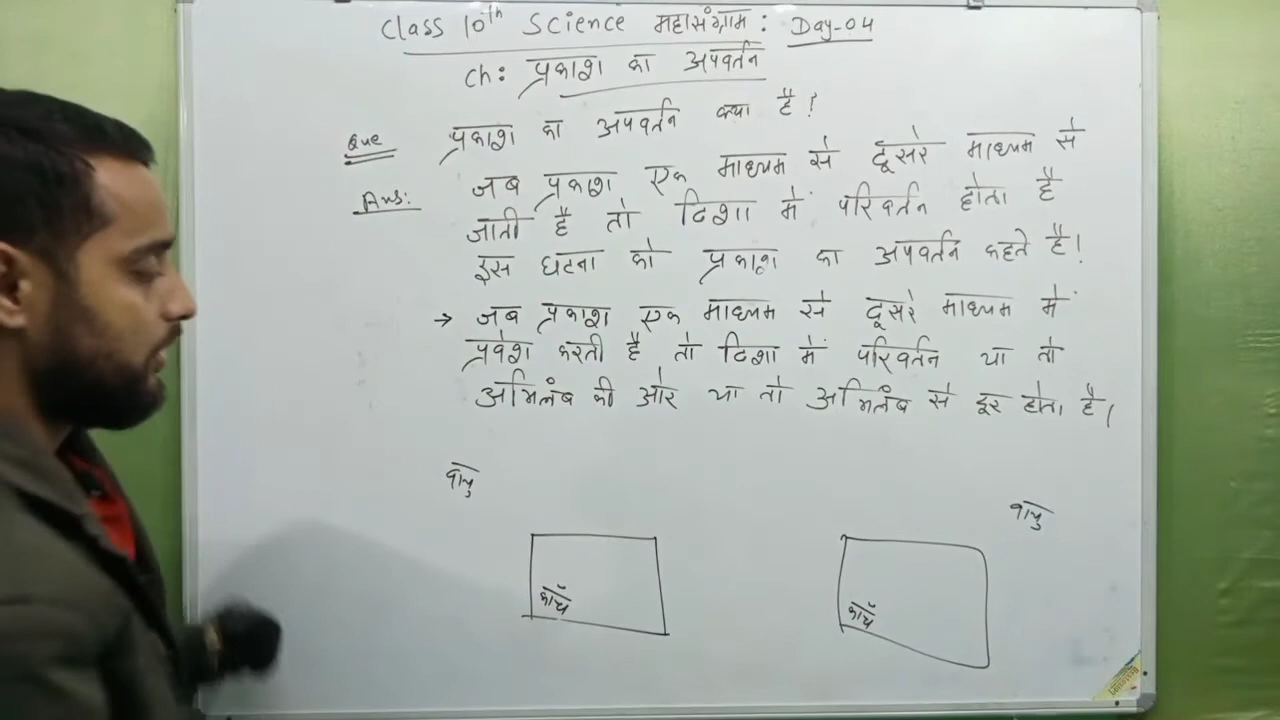 Class 10th Science महासंग्राम : Day-04
Ch: प्रकाश का अपवर्तन
Que प्रकाश का अपवर्तन क्या है !
Ans: जब प्रकाश एक माध्यम से दूसरे माध्यम से
जाती है तो दिशा में परिवर्तन होता है
इस घटना को प्रकाश का अपवर्तन कहते है !
→ जब प्रकाश एक माध्यम से दूसरे माध्यम में
प्रवेश करती है तो दिशा में परिवर्तन या तो
अभिलंब की ओर या तो अभिलंब से दूर होता है।
वायु
वायु
काँच
काँच